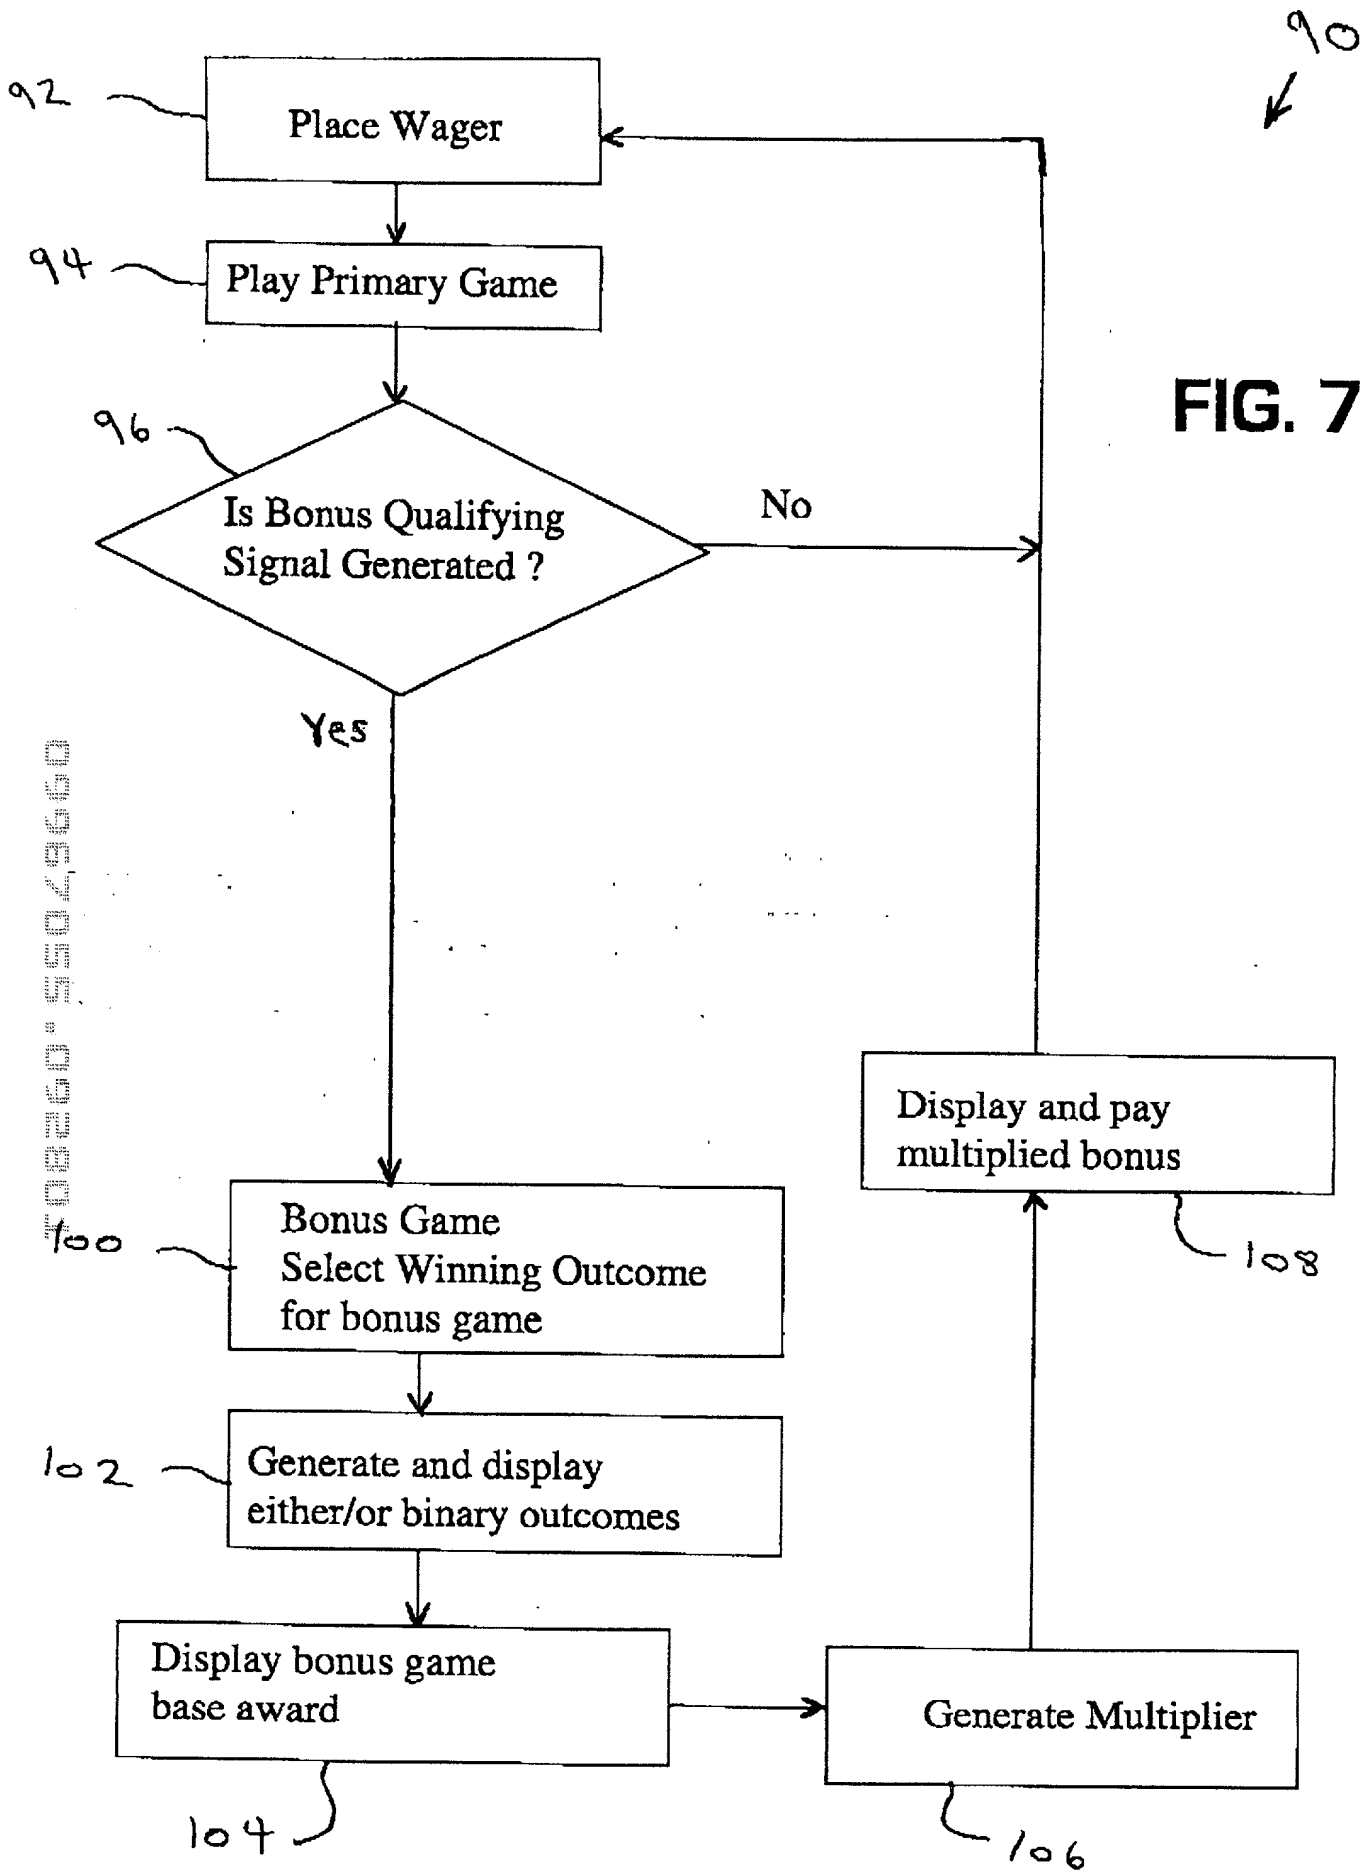 90
92
Place Wager
94
Play Primary Game
FIG. 7
96
Is Bonus Qualifying
Signal Generated ?
No
Yes
Display and pay
multiplied bonus
108
100
Bonus Game
Select Winning Outcome
for bonus game
102
Generate and display
either/or binary outcomes
Display bonus game
base award
Generate Multiplier
104
106